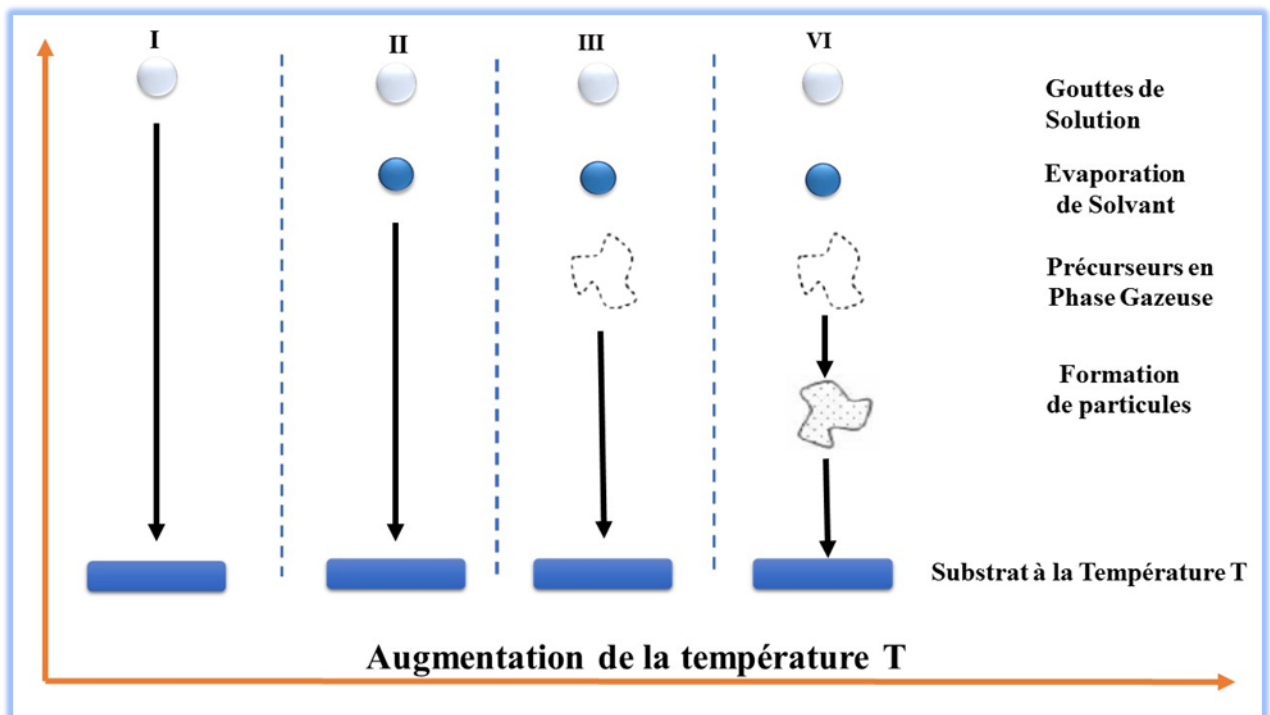 I
II
III
VI
Gouttes de
Solution
Evaporation
de Solvant
Précurseurs en
Phase Gazeuse
Formation
de particules
Substrat à la Température T
Augmentation de la température T